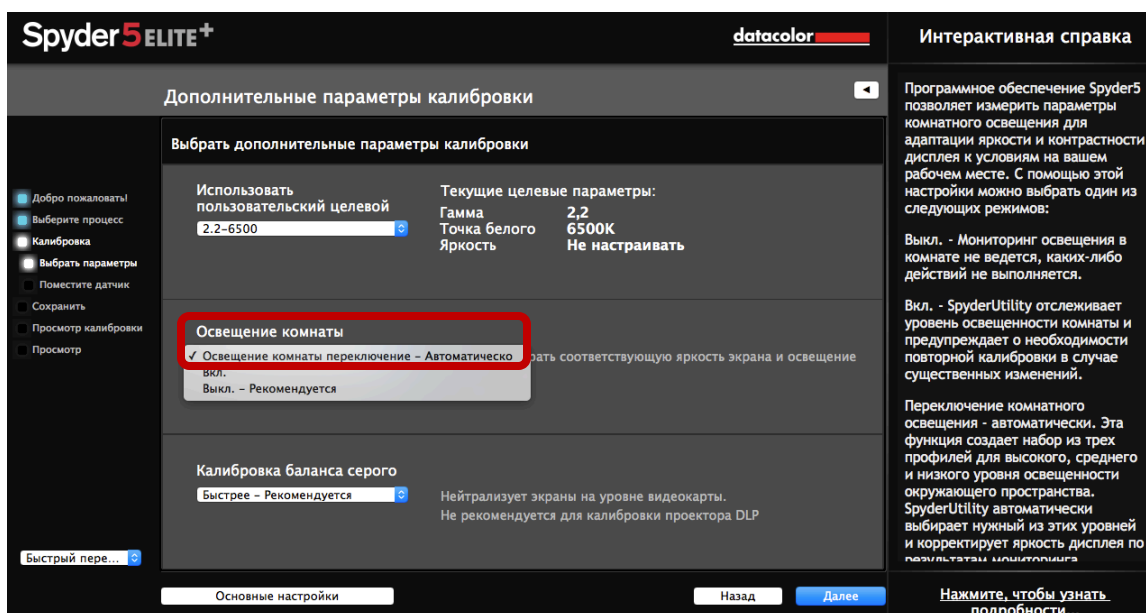 Spyder5ELITE+
datacolor
Интерактивная справка
Дополнительные параметры калибровки
Выбрать дополнительные параметры калибровки
Добро пожаловать!
Выберите процесс
Калибровка
Выбрать параметры
Поместите датчик
Сохранить
Просмотр калибровки
Просмотр
Быстрый пере...
Использовать
пользовательский целевой
2.2–6500
Текущие целевые параметры:
Гамма 2,2
Точка белого 6500K
Яркость Не настраивать
Освещение комнаты
✓ Освещение комнаты переключение – Автоматическо
рать соответствующую яркость экрана и освещение
Вкл.
Выкл. – Рекомендуется
Калибровка баланса серого
Быстрее – Рекомендуется
Нейтрализует экраны на уровне видеокарты.
Не рекомендуется для калибровки проектора DLP
Основные настройки
Назад
Далее
Программное обеспечение Spyder5
позволяет измерить параметры
комнатного освещения для
адаптации яркости и контрастности
дисплея к условиям на вашем
рабочем месте. С помощью этой
настройки можно выбрать один из
следующих режимов:
Выкл. - Мониторинг освещения в
комнате не ведется, каких-либо
действий не выполняется.
Вкл. - SpyderUtility отслеживает
уровень освещенности комнаты и
предупреждает о необходимости
повторной калибровки в случае
существенных изменений.
Переключение комнатного
освещения - автоматически. Эта
функция создает набор из трех
профилей для высокого, среднего
и низкого уровня освещенности
окружающего пространства.
SpyderUtility автоматически
выбирает нужный из этих уровней
и корректирует яркость дисплея по
результатам мониторинга
Нажмите, чтобы узнать
подробности